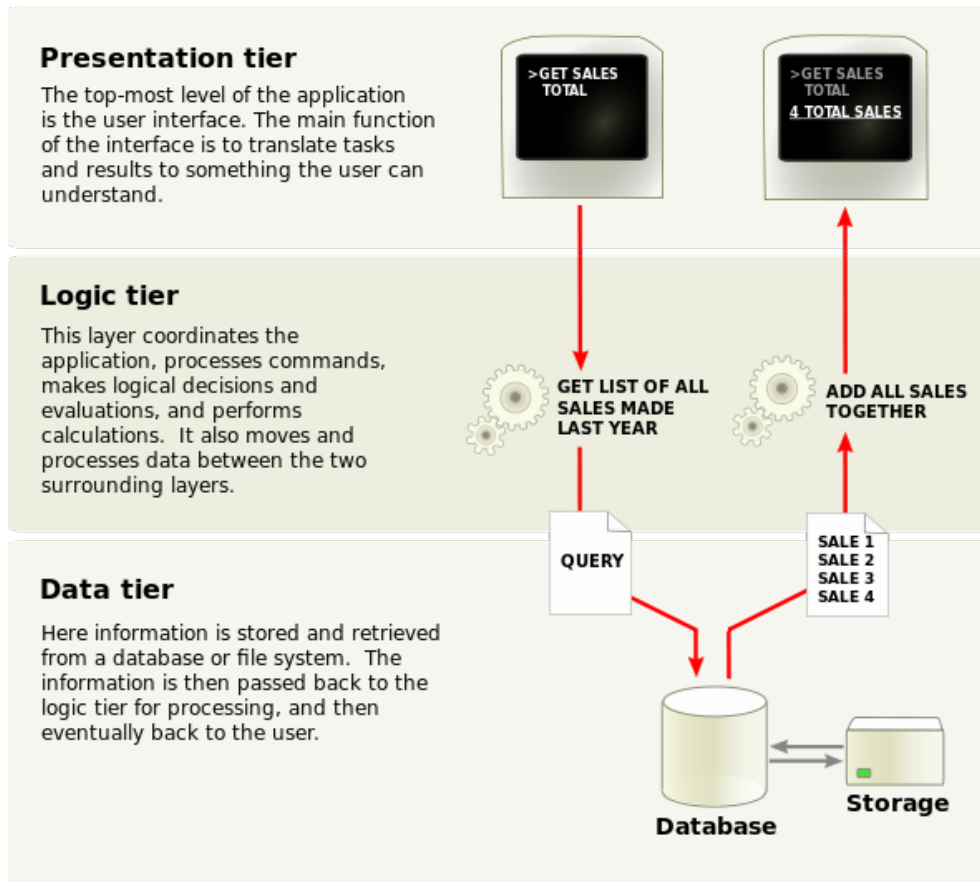 Presentation tier
The top-most level of the application
is the user interface. The main function
of the interface is to translate tasks
and results to something the user can
understand.
>GET SALES
TOTAL
>GET SALES
TOTAL
4 TOTAL SALES
Logic tier
This layer coordinates the
application, processes commands,
makes logical decisions and
evaluations, and performs
calculations.  It also moves and
processes data between the two
surrounding layers.
GET LIST OF ALL
SALES MADE
LAST YEAR
ADD ALL SALES
TOGETHER
Data tier
Here information is stored and retrieved
from a database or file system.  The
information is then passed back to the
logic tier for processing, and then
eventually back to the user.
QUERY
SALE 1
SALE 2
SALE 3
SALE 4
Database
Storage